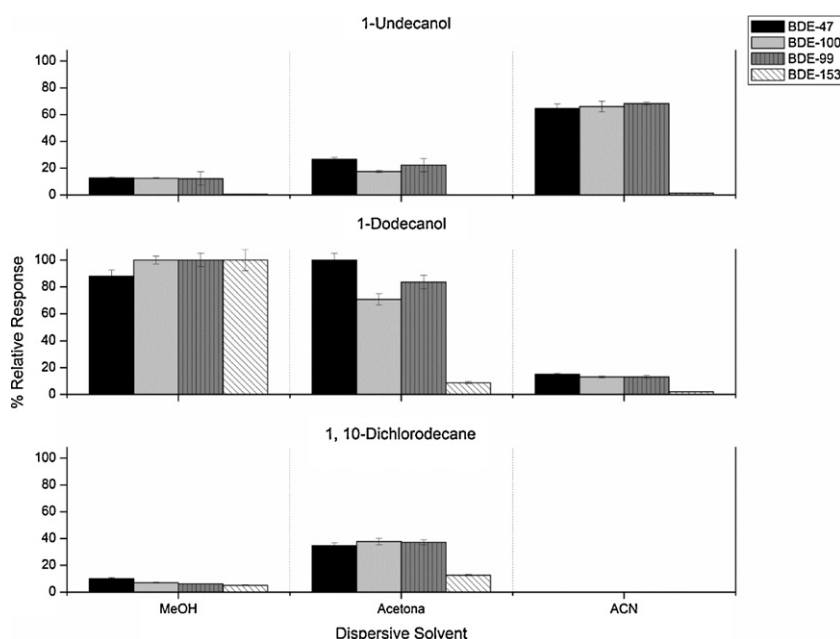 1-Undecanol
BDE-47
BDE-100
BDE-99
BDE-153
100
80
60
40
20
0
1-Dodecanol
100
80
60
40
20
0
% Relative Response
1, 10-Dichlorodecane
100
80
60
40
20
0
MeOH Acetona ACN
Dispersive Solvent